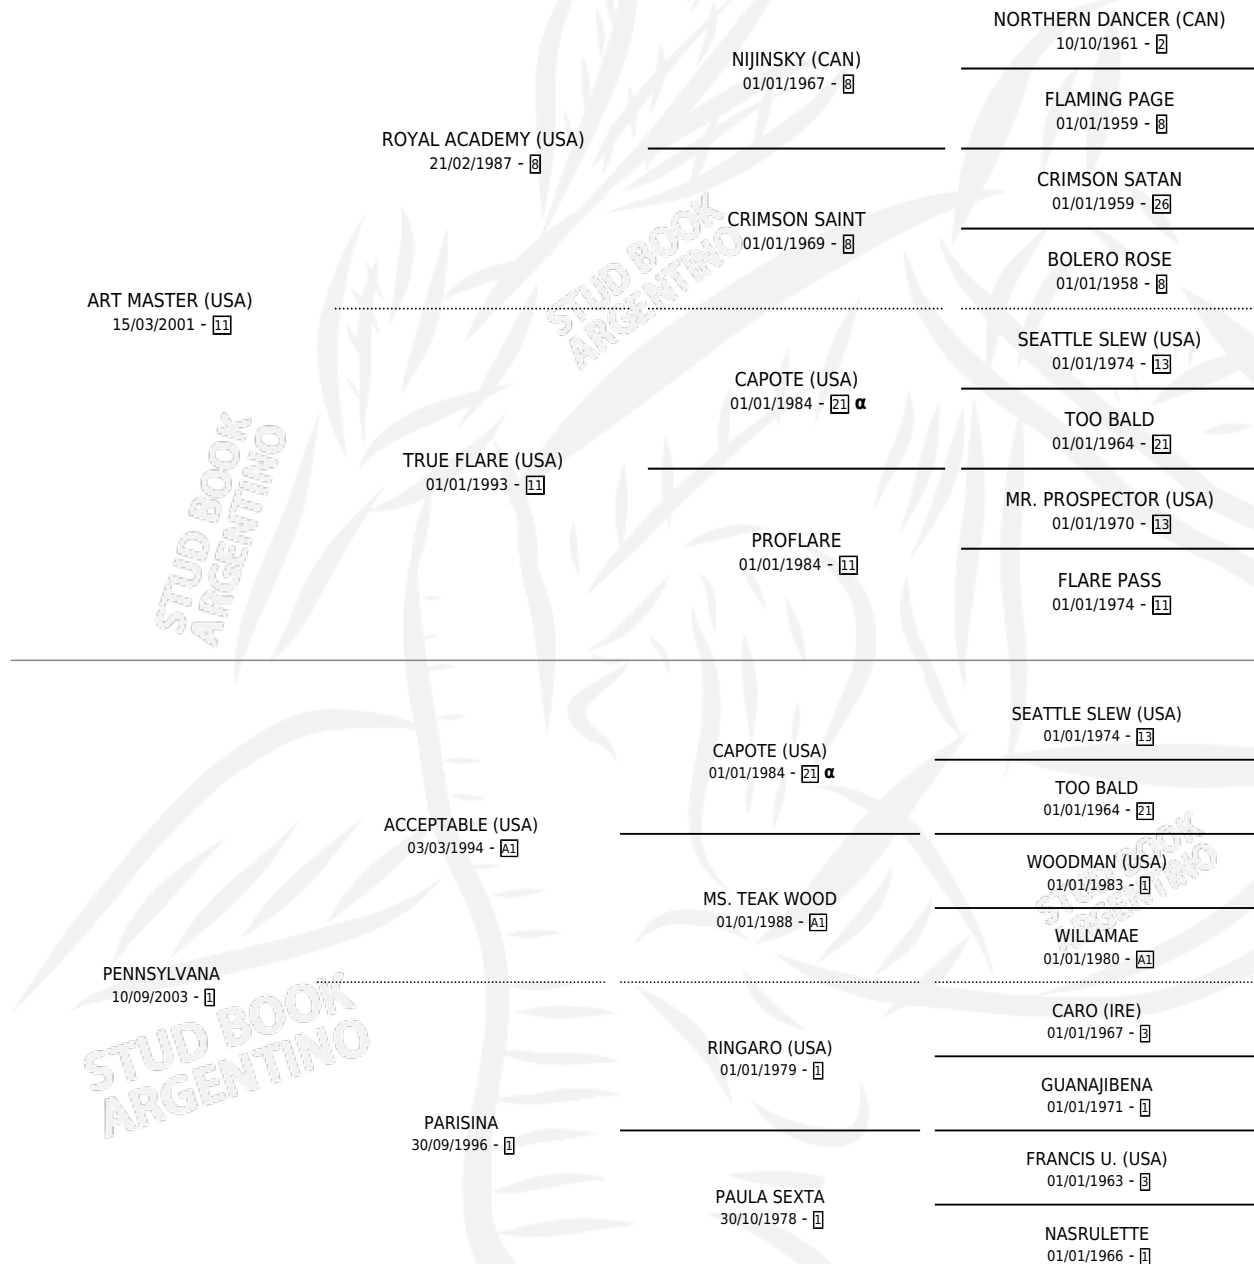 NORTHERN DANCER (CAN)
10/10/1961 - 2
NIJINSKY (CAN)
01/01/1967 - 8
FLAMING PAGE
01/01/1959 - 8
ROYAL ACADEMY (USA)
21/02/1987 - 8
CRIMSON SATAN
01/01/1959 - 26
CRIMSON SAINT
01/01/1969 - 8
BOLERO ROSE
01/01/1958 - 8
ART MASTER (USA)
15/03/2001 - 11
SEATTLE SLEW (USA)
01/01/1974 - 13
CAPOTE (USA)
01/01/1984 - 21 α
TOO BALD
01/01/1964 - 21
TRUE FLARE (USA)
01/01/1993 - 11
MR. PROSPECTOR (USA)
01/01/1970 - 13
PROFLARE
01/01/1984 - 11
FLARE PASS
01/01/1974 - 11
SEATTLE SLEW (USA)
01/01/1974 - 13
CAPOTE (USA)
01/01/1984 - 21 α
TOO BALD
01/01/1964 - 21
ACCEPTABLE (USA)
03/03/1994 - A1
WOODMAN (USA)
01/01/1983 - 1
MS. TEAK WOOD
01/01/1988 - A1
WILLAMAE
01/01/1980 - A1
PENNSYLVANA
10/09/2003 - 1
CARO (IRE)
01/01/1967 - 3
RINGARO (USA)
01/01/1979 - 1
GUANAJIBENA
01/01/1971 - 1
PARISINA
30/09/1996 - 1
FRANCIS U. (USA)
01/01/1963 - 3
PAULA SEXTA
30/10/1978 - 1
NASRULETTE
01/01/1966 - 1
STUD BOOK
ARGENTINO
STUD BOOK
ARGENTINO
STUD BOOK
ARGENTINO
STUD BOOK
ARGENTINO